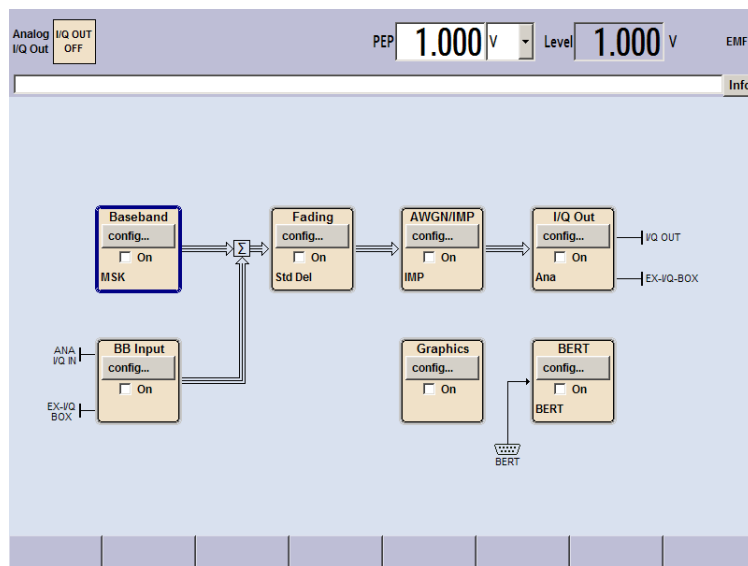 Analog I/Q Out
I/Q OUT OFF
PEP 1.000 V Level 1.000 V EMF
Info
Baseband
config...
On
MSK
Σ
Fading
config...
On
Std Del
AWGN/IMP
config...
On
IMP
I/Q Out
config...
On
Ana
I/Q OUT
EX-I/Q-BOX
ANA I/Q IN
EX-I/Q BOX
BB Input
config...
On
Graphics
config...
On
BERT
config...
On
BERT
BERT